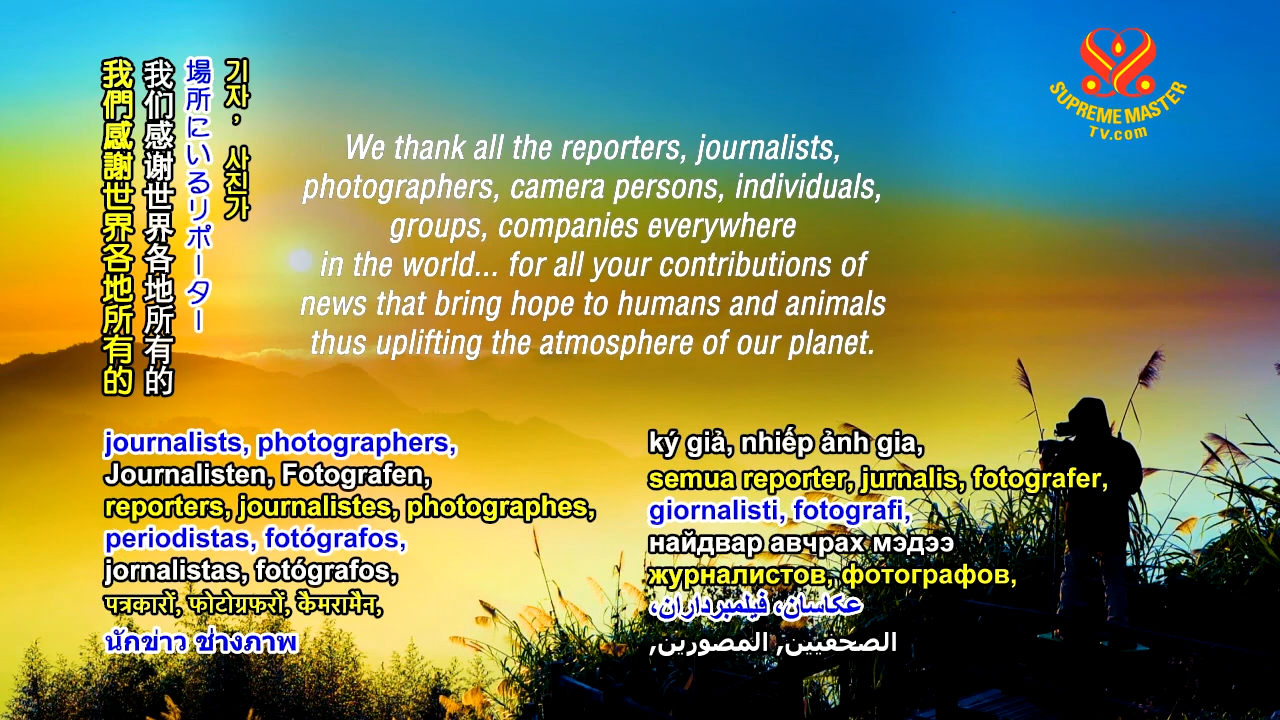 我們感謝世界各地所有的
我们感谢世界各地所有的
場所にいるリポーター
기자, 사진가
SUPREME MASTER
TV.com
We thank all the reporters, journalists,
photographers, camera persons, individuals,
groups, companies everywhere
in the world... for all your contributions of
news that bring hope to humans and animals
thus uplifting the atmosphere of our planet.
journalists, photographers,
Journalisten, Fotografen,
reporters, journalistes, photographes,
periodistas, fotógrafos,
jornalistas, fotógrafos,
पत्रकारों, फोटोग्रफरों, कैमरामैन,
นักข่าว ช่างภาพ
ký giả, nhiếp ảnh gia,
semua reporter, jurnalis, fotografer,
giornalisti, fotografi,
найдвар авчрах мэдээ
журналистов, фотографов,
عکاسان، فیلمبرداران،
الصحفيين, المصورين,